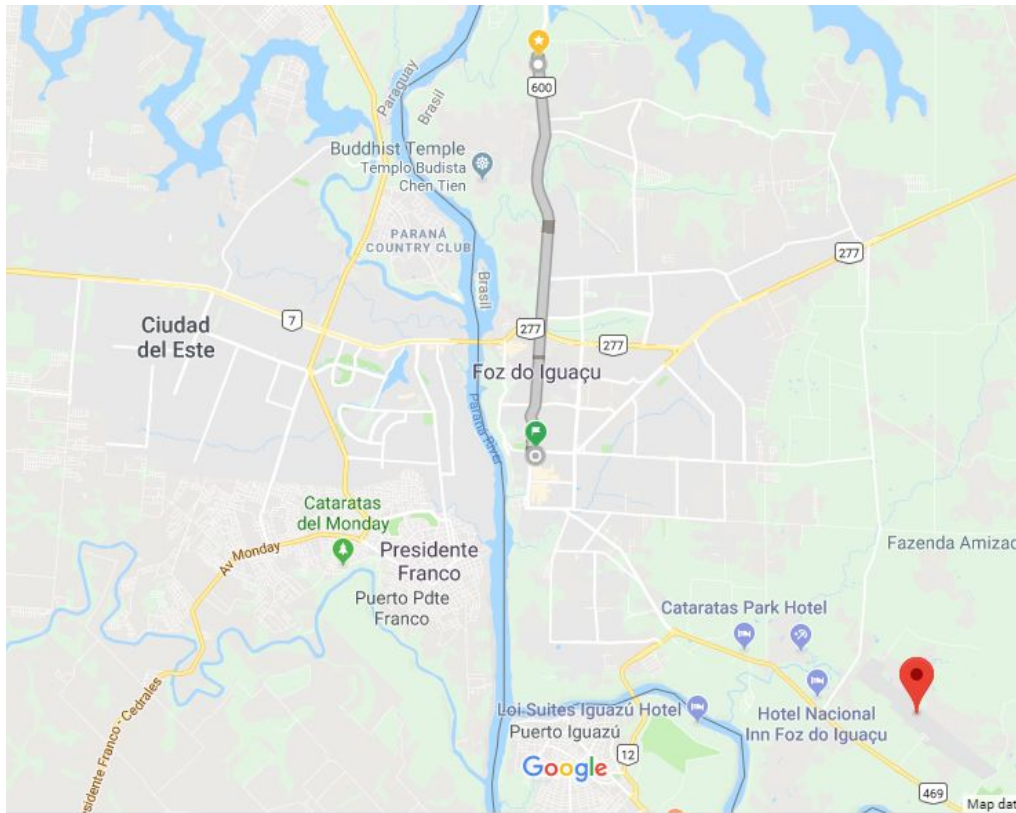 Paraguay
Brasil
600
Buddhist Temple
Templo Budista
Chen Tien
PARANÁ
COUNTRY CLUB
277
Brasil
7
Ciudad
del Este
277
277
Foz do Iguaçu
Paraná River
Cataratas
del Monday
Av Monday
Presidente
Franco
Puerto Pdte
Franco
Fazenda Amizad
Cataratas Park Hotel
sidente Franco - Cedrales
Loi Suites Iguazú Hotel
Puerto Iguazú
Hotel Nacional
Inn Foz do Iguaçu
12
Google
469
Map dat